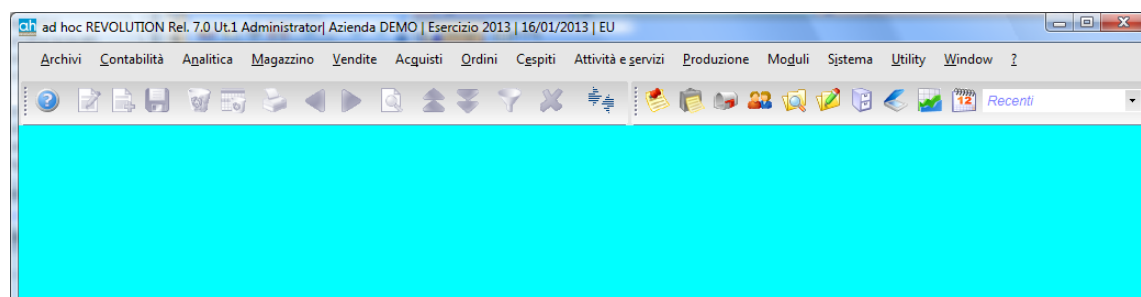 ah ad hoc REVOLUTION Rel. 7.0 Ut.1 Administrator| Azienda DEMO | Esercizio 2013 | 16/01/2013 | EU
Archivi Contabilità Analitica Magazzino Vendite Acquisti Ordini Cespiti Attività e servizi Produzione Moduli Sistema Utility Window ?
? 12 Recenti